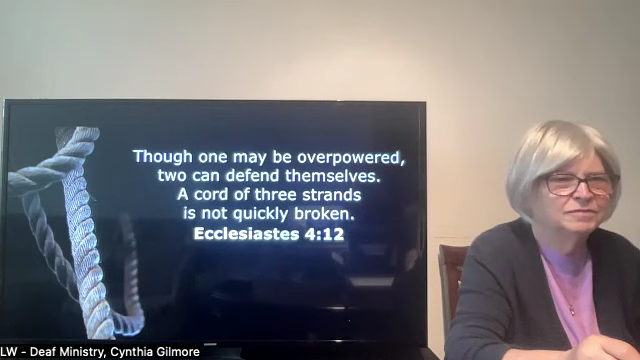 Though one may be overpowered,
two can defend themselves.
A cord of three strands
is not quickly broken.
Ecclesiastes 4:12
LW - Deaf Ministry, Cynthia Gilmore